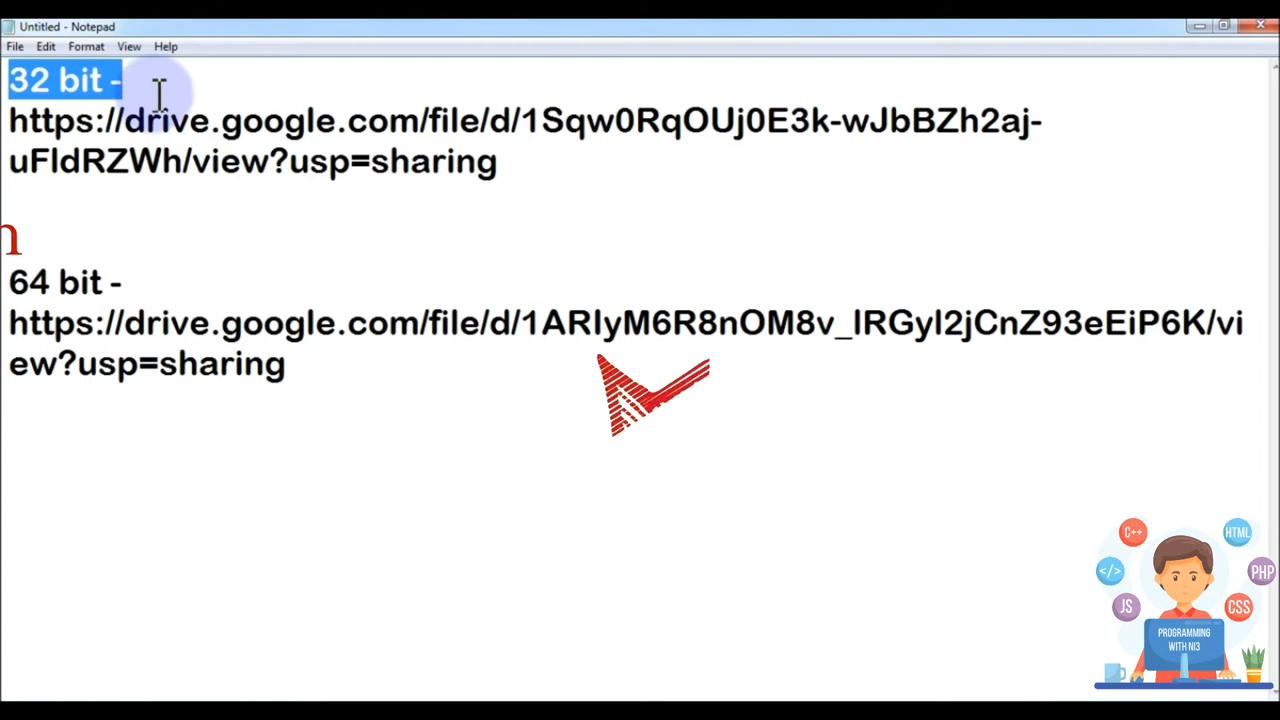 Untitled - Notepad
File Edit Format View Help
32 bit -
https://drive.google.com/file/d/1Sqw0RqOUj0E3k-wJbBZh2aj-
uFldRZWh/view?usp=sharing
n
64 bit -
https://drive.google.com/file/d/1ARlyM6R8nOM8v_lRGyl2jCnZ93eEiP6K/vi
ew?usp=sharing
C++
HTML
</>
PHP
JS
CSS
PROGRAMMING
WITH NI3